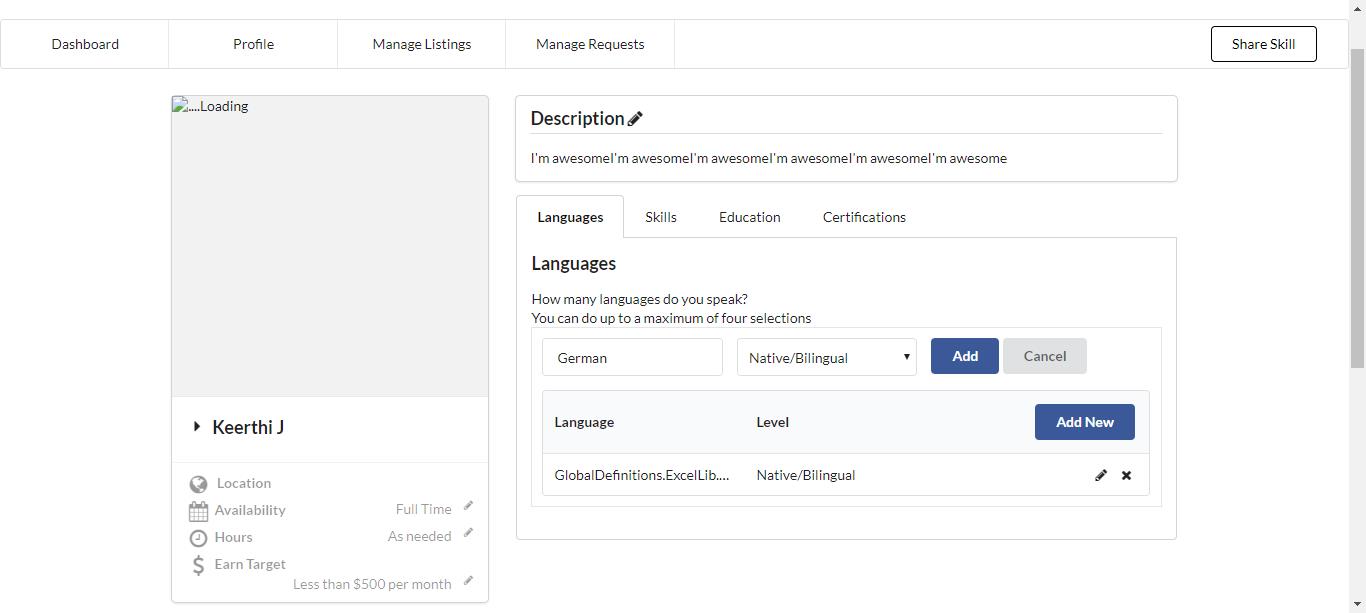 Dashboard
Profile
Manage Listings
Manage Requests
Share Skill
....Loading
Keerthi J
Location
Availability
Full Time
Hours
As needed
Earn Target
Less than $500 per month
Description
I'm awesomeI'm awesomeI'm awesomeI'm awesomeI'm awesomeI'm awesome
Languages
Skills
Education
Certifications
Languages
How many languages do you speak?
You can do up to a maximum of four selections
German
Native/Bilingual
Add
Cancel
Language
Level
Add New
GlobalDefinitions.ExcelLib....
Native/Bilingual